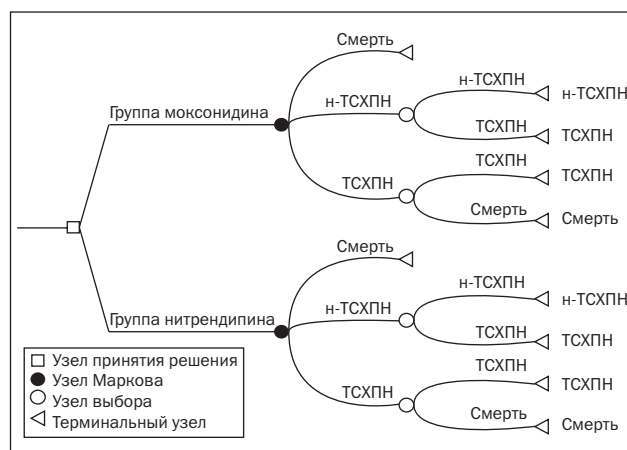 Смерть
н-ТСХПН
н-ТСХПН
Группа моксонидина
н-ТСХПН
ТСХПН
ТСХПН
ТСХПН
ТСХПН
ТСХПН
Смерть
Смерть
Смерть
н-ТСХПН
н-ТСХПН
Группа нитрендипина
н-ТСХПН
ТСХПН
ТСХПН
ТСХПН
ТСХПН
ТСХПН
Смерть
Смерть
Узел принятия решения
Узел Маркова
Узел выбора
Терминальный узел